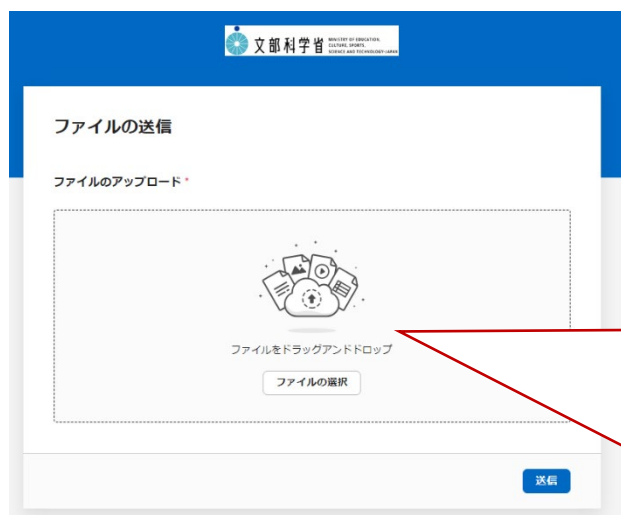 文部科学省
MINISTRY OF EDUCATION,
CULTURE, SPORTS,
SCIENCE AND TECHNOLOGY-JAPAN
ファイルの送信
ファイルのアップロード *
ファイルをドラッグアンドドロップ
ファイルの選択
送信